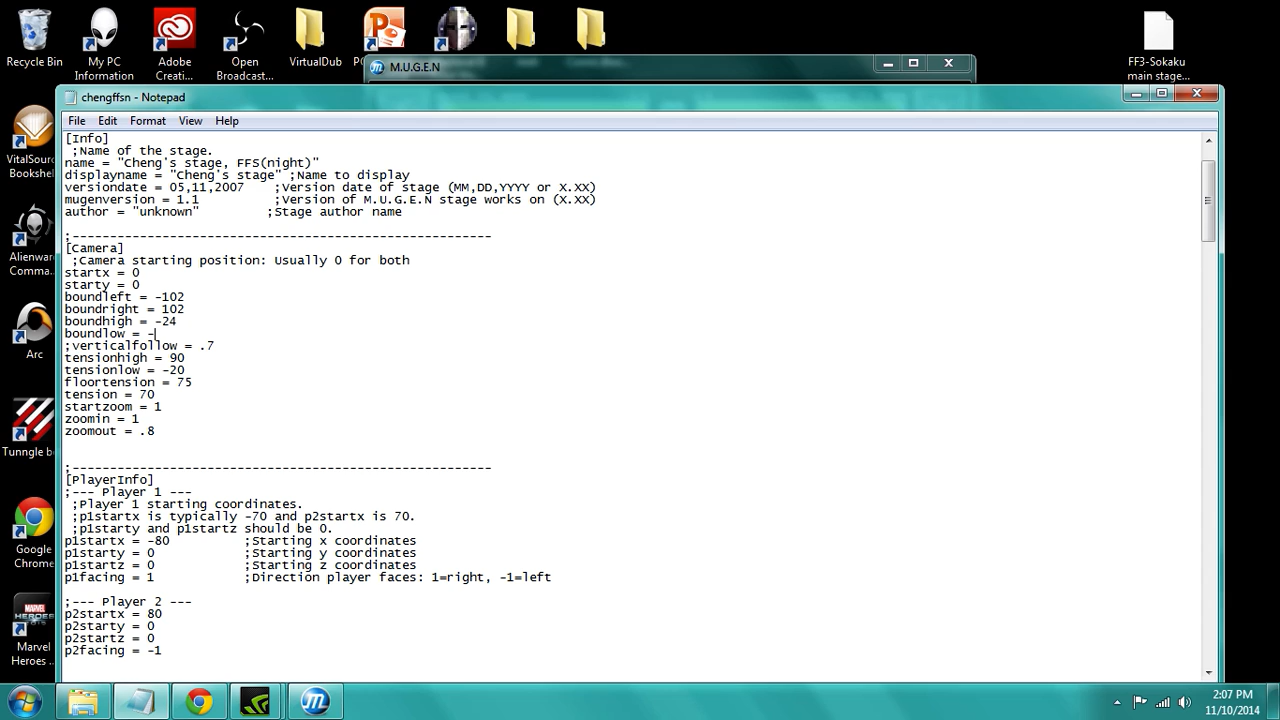 Recycle Bin
My PC Information
Adobe Creati...
Open Broadcast...
VirtualDub
FF3-Sokaku main stage...
M.U.G.E.N
chengffsn - Notepad
File Edit Format View Help
[Info]
;Name of the stage.
name = "Cheng's stage, FFS(night)"
displayname = "Cheng's stage" ;Name to display
versiondate = 05,11,2007 ;Version date of stage (MM,DD,YYYY or X.XX)
mugenversion = 1.1 ;Version of M.U.G.E.N stage works on (X.XX)
author = "unknown" ;Stage author name
;---------------------------------------------------------
[Camera]
;Camera starting position: Usually 0 for both
startx = 0
starty = 0
boundleft = -102
boundright = 102
boundhigh = -24
boundlow = -
;verticalfollow = .7
tensionhigh = 90
tensionlow = -20
floortension = 75
tension = 70
startzoom = 1
zoomin = 1
zoomout = .8
;---------------------------------------------------------
[PlayerInfo]
;--- Player 1 ---
;Player 1 starting coordinates.
;p1startx is typically -70 and p2startx is 70.
;p1starty and p1startz should be 0.
p1startx = -80 ;Starting x coordinates
p1starty = 0 ;Starting y coordinates
p1startz = 0 ;Starting z coordinates
p1facing = 1 ;Direction player faces: 1=right, -1=left
;--- Player 2 ---
p2startx = 80
p2starty = 0
p2startz = 0
p2facing = -1
VitalSource Bookshel
Alienware Comma...
Arc
Tunngle b
Google Chrome
MARVEL HEROES
Marvel Heroes ...
2:07 PM
11/10/2014